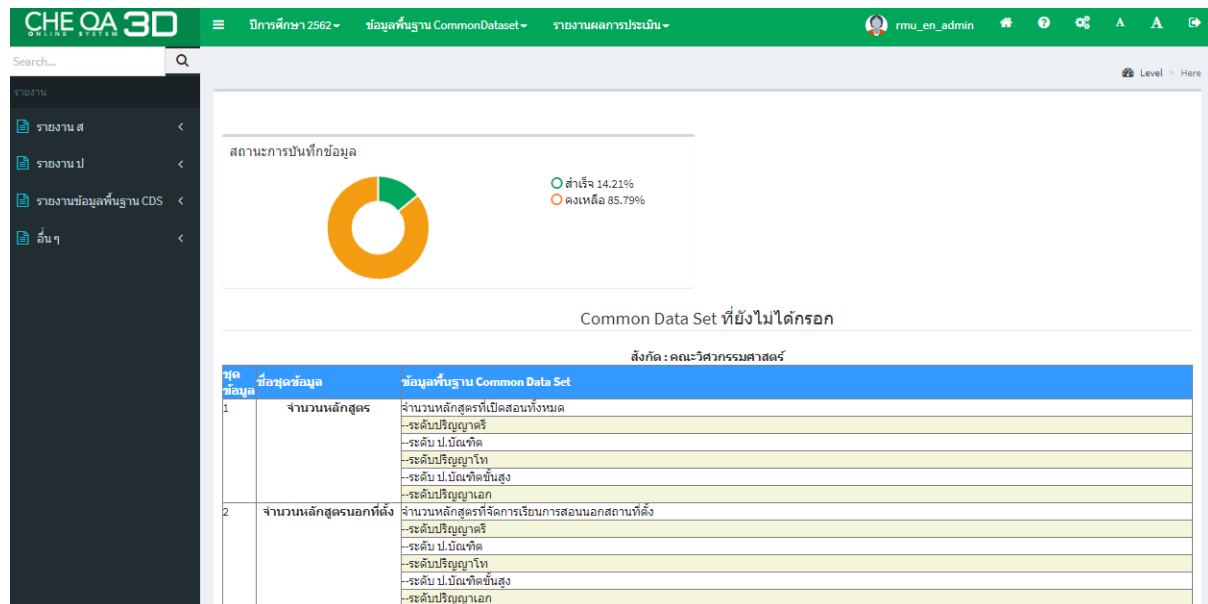 CHE QA 3D
ONLINE SYSTEM
ปีการศึกษา 2562
ข้อมูลพื้นฐาน CommonDataset
รายงานผลการประเมิน
rmu_en_admin
A
A
Search...
Level > Here
รายงาน
รายงาน ส
รายงาน ป
รายงานข้อมูลพื้นฐาน CDS
อื่น ๆ
สถานะการบันทึกข้อมูล
สำเร็จ 14.21%
คงเหลือ 85.79%
Common Data Set ที่ยังไม่ได้กรอก
สังกัด : คณะวิศวกรรมศาสตร์
ชุดข้อมูล ชื่อชุดข้อมูล ข้อมูลพื้นฐาน Common Data Set
1 จำนวนหลักสูตร จำนวนหลักสูตรที่เปิดสอนทั้งหมด
--ระดับปริญญาตรี
--ระดับ ป.บัณฑิต
--ระดับปริญญาโท
--ระดับ ป.บัณฑิตขั้นสูง
--ระดับปริญญาเอก
2 จำนวนหลักสูตรนอกที่ตั้ง จำนวนหลักสูตรที่จัดการเรียนการสอนนอกสถานที่ตั้ง
--ระดับปริญญาตรี
--ระดับ ป.บัณฑิต
--ระดับปริญญาโท
--ระดับ ป.บัณฑิตขั้นสูง
--ระดับปริญญาเอก